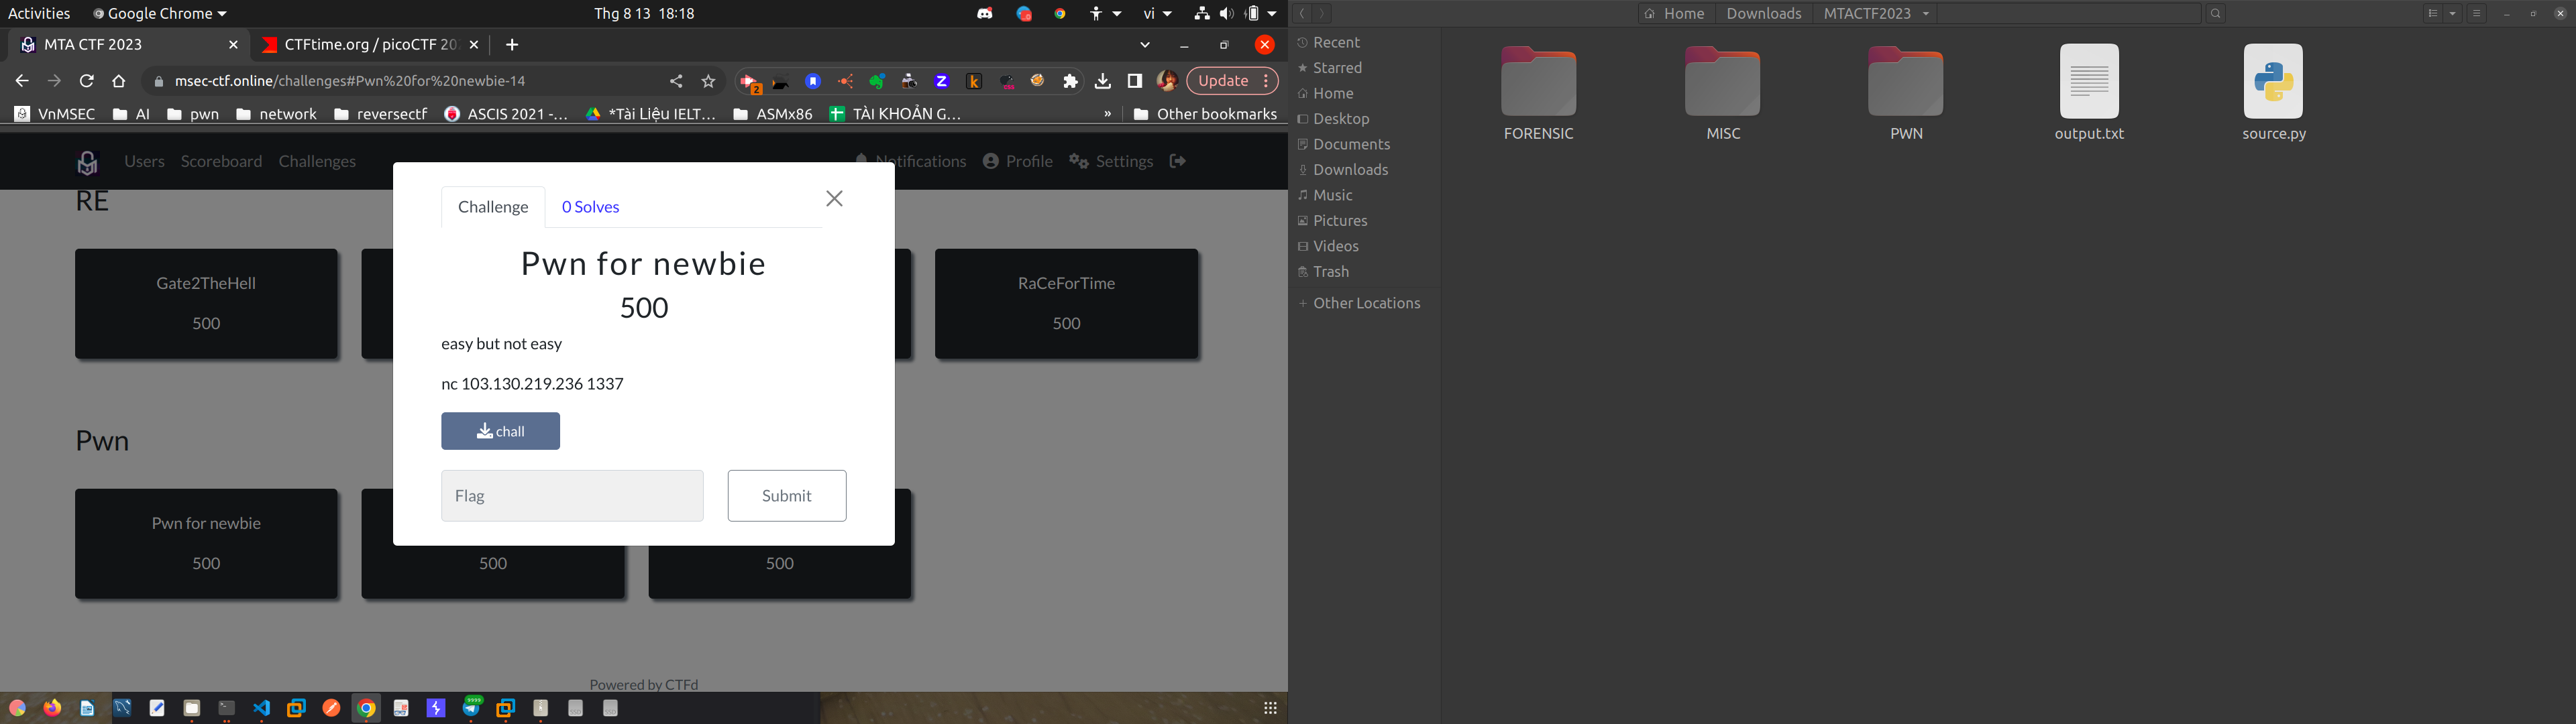 Activities Google Chrome Thg 8 13 18:18 vi
MTA CTF 2023 CTFtime.org / picoCTF 20
msec-ctf.online/challenges#Pwn%20for%20newbie-14 2 Update
VnMSEC AI pwn network reversectf ASCIS 2021 -... *Tài Liệu IELT... ASMx86 TÀI KHOẢN G... » Other bookmarks
Users Scoreboard Challenges Notifications Profile Settings
RE
Gate2TheHell
500
RaCeForTime
500
Challenge 0 Solves
Pwn for newbie
500
easy but not easy
nc 103.130.219.236 1337
chall
Flag Submit
Pwn
Pwn for newbie
500
500
500
Powered by CTFd
Home Downloads MTACTF2023
Recent
Starred
Home
Desktop
Documents
Downloads
Music
Pictures
Videos
Trash
Other Locations
FORENSIC MISC PWN output.txt source.py